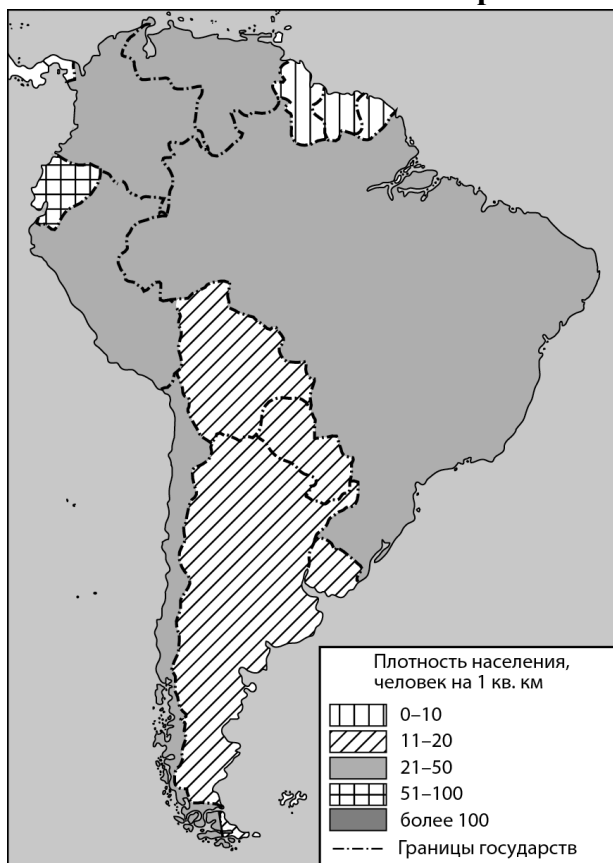 Плотность населения,
человек на 1 кв. км
0–10
11–20
21–50
51–100
более 100
Границы государств